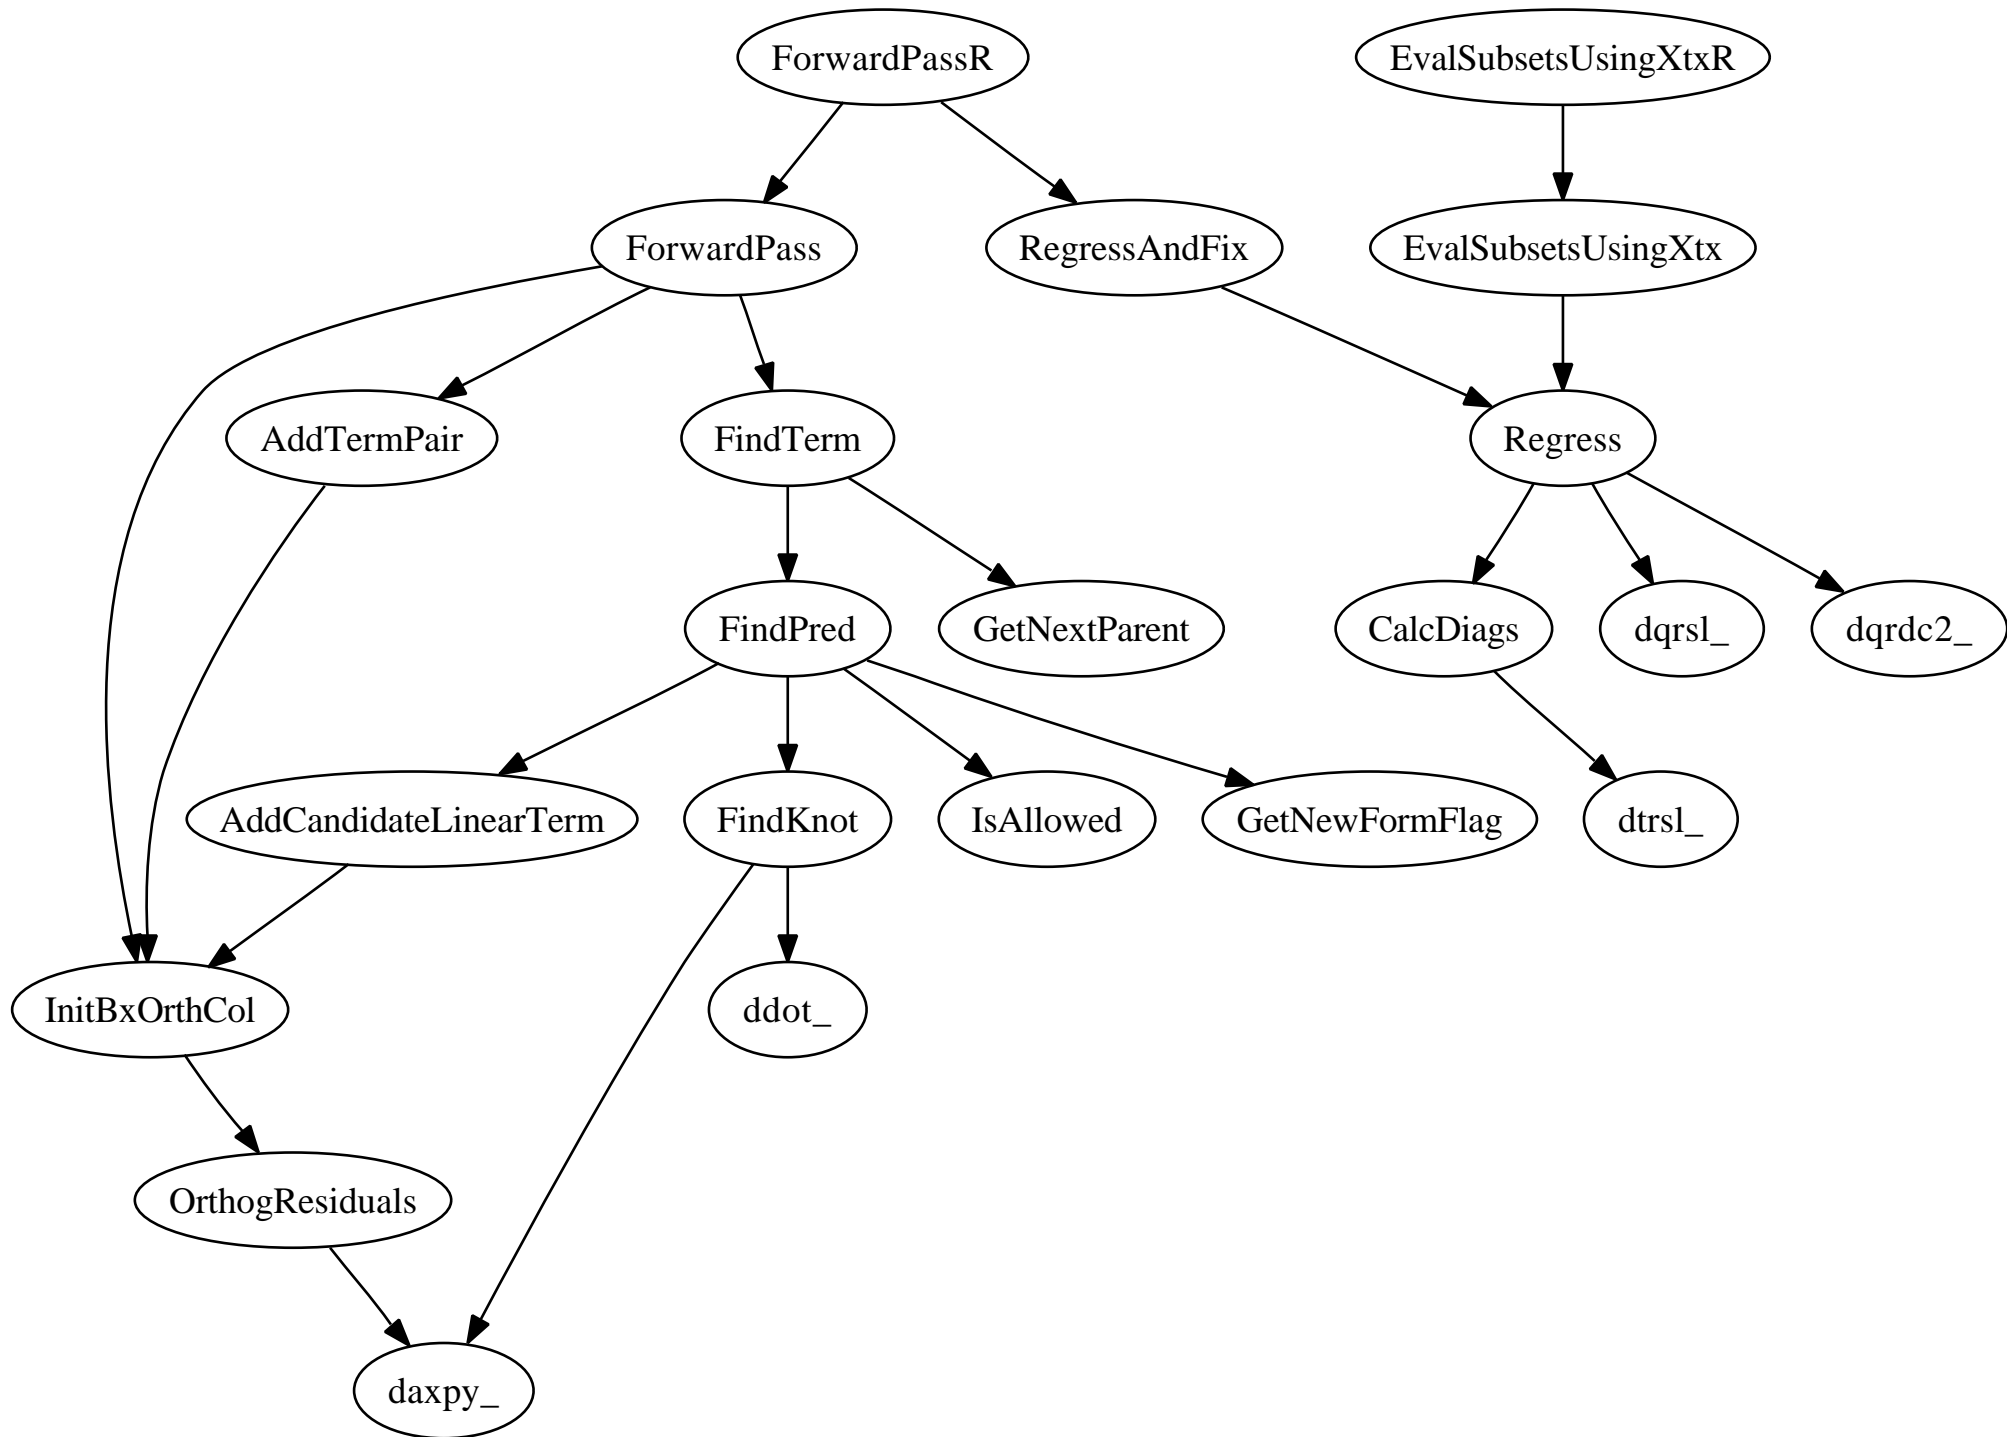 ForwardPassR
EvalSubsetsUsingXtxR
ForwardPass
RegressAndFix
EvalSubsetsUsingXtx
AddTermPair
FindTerm
Regress
FindPred
GetNextParent
CalcDiags
dqrsl_
dqrdc2_
AddCandidateLinearTerm
FindKnot
IsAllowed
GetNewFormFlag
dtrsl_
InitBxOrthCol
ddot_
OrthogResiduals
daxpy_